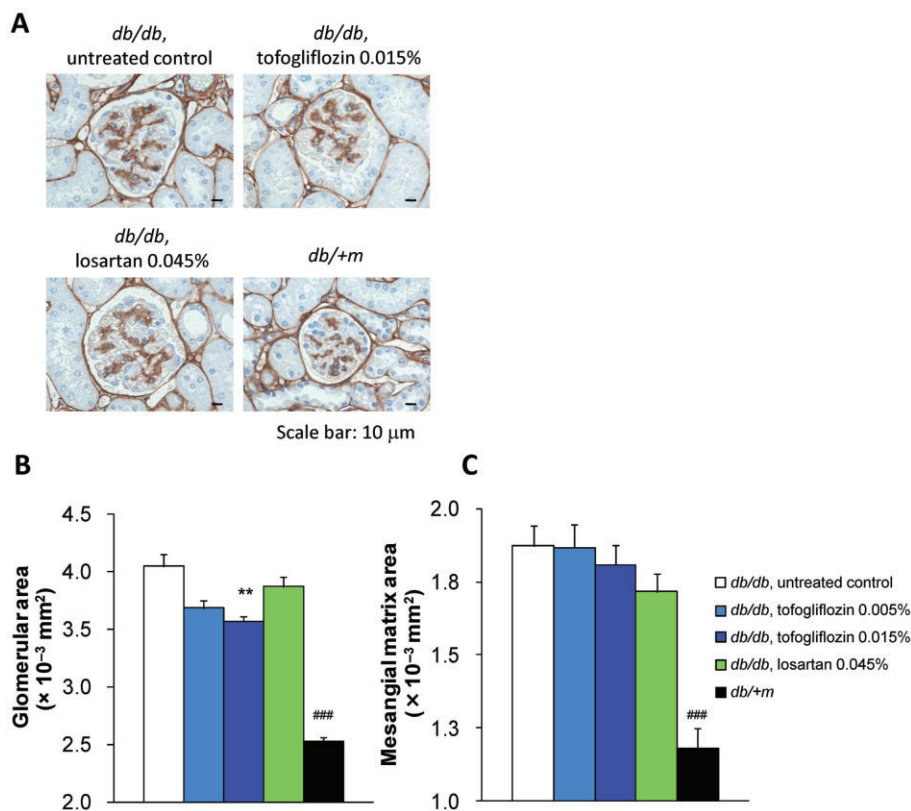 A
db/db,
untreated control
db/db,
tofogliflozin 0.015%
db/db,
losartan 0.045%
db/+m
Scale bar: 10 μm
B
Glomerular area
(× 10⁻³ mm²)
4.5
4.0
3.5
3.0
2.5
2.0
**
###
C
Mesangial matrix area
(× 10⁻³ mm²)
2.0
1.8
1.5
1.3
1.0
###
db/db, untreated control
db/db, tofogliflozin 0.005%
db/db, tofogliflozin 0.015%
db/db, losartan 0.045%
db/+m